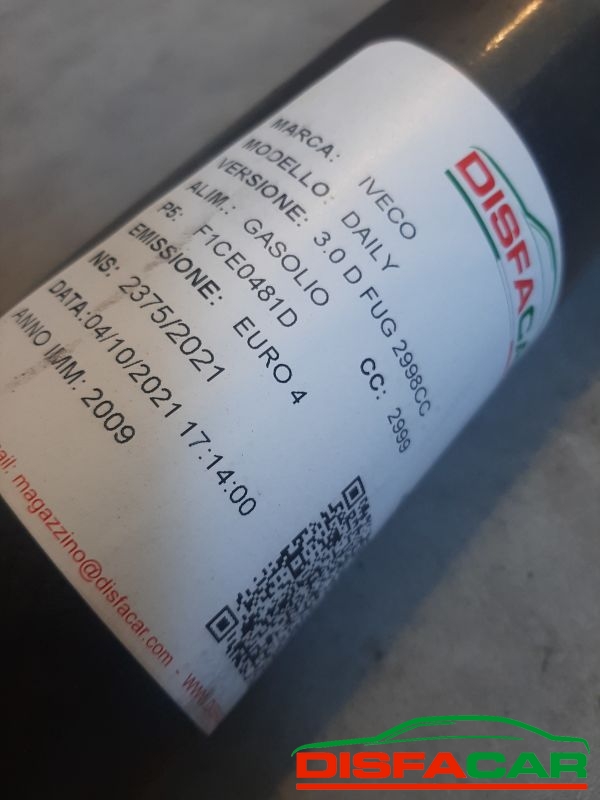 DISFACAR
MARCA: IVECO
MODELLO: DAILY
VERSIONE: 3.0 D FUG 2998CC
ALIM.: GASOLIO CC: 2999
P5: F1CE0481D
EMISSIONE: EURO 4
NS: 2375/2021
DATA:04/10/2021 17:14:00
ANNO IMM: 2009
magazzino@disfacar.com -
DISFACAR